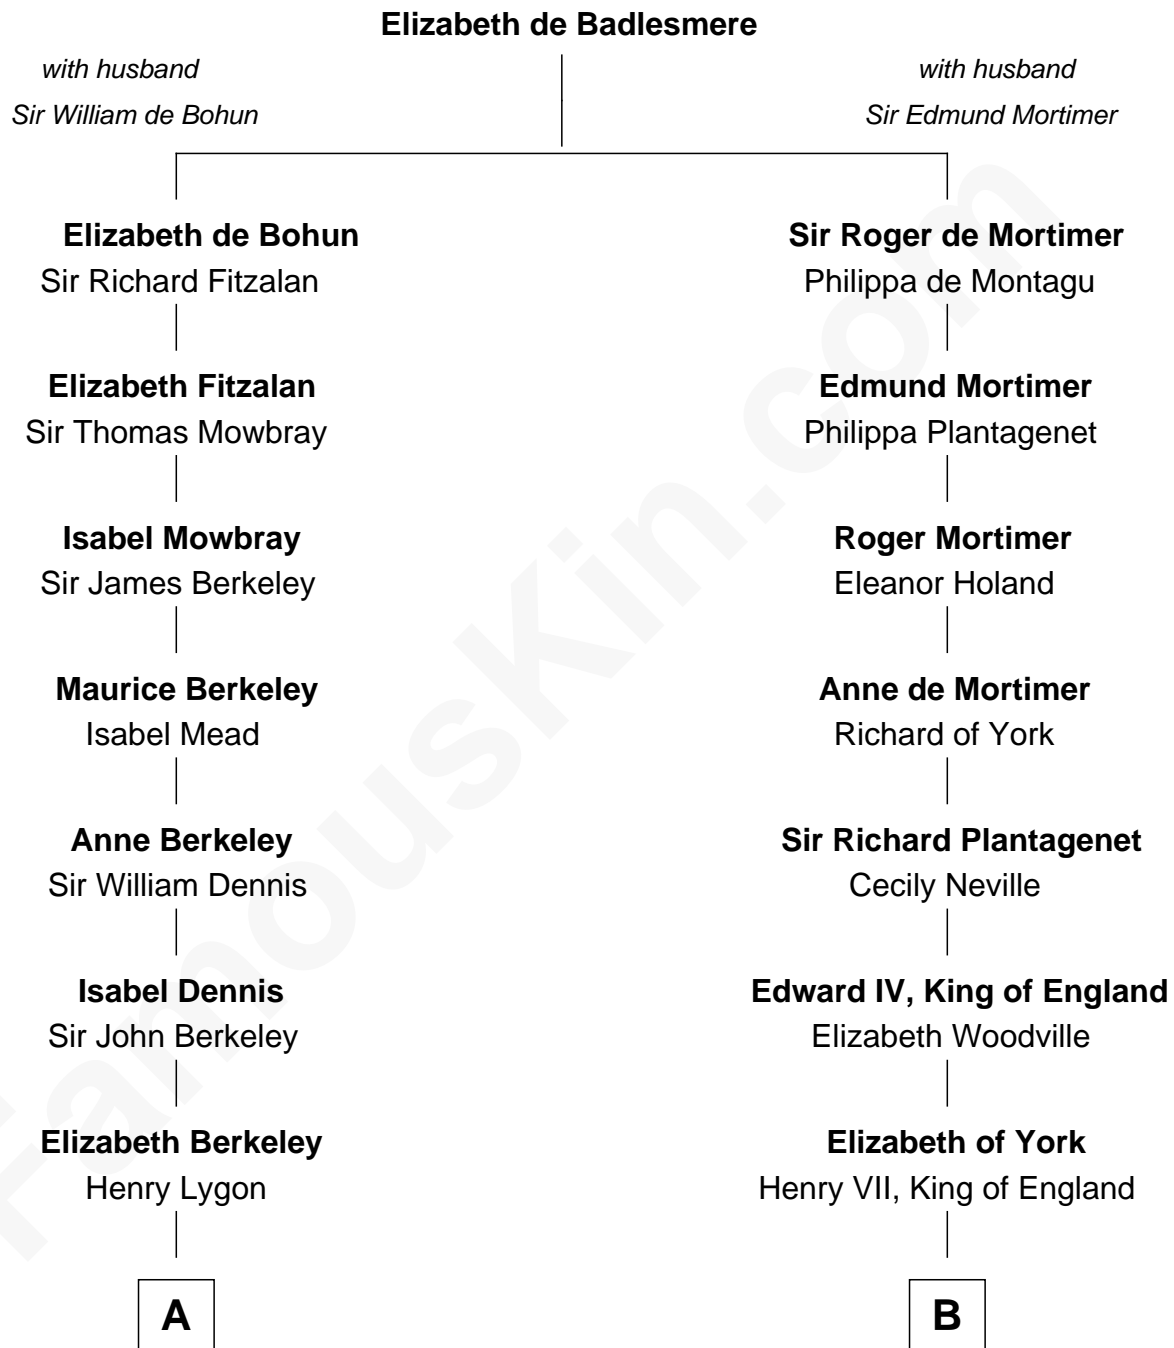 Elizabeth de Badlesmere
with husband
Sir William de Bohun
with husband
Sir Edmund Mortimer
Elizabeth de Bohun
Sir Richard Fitzalan
Sir Roger de Mortimer
Philippa de Montagu
Elizabeth Fitzalan
Sir Thomas Mowbray
Edmund Mortimer
Philippa Plantagenet
Isabel Mowbray
Sir James Berkeley
Roger Mortimer
Eleanor Holand
Maurice Berkeley
Isabel Mead
Anne de Mortimer
Richard of York
Anne Berkeley
Sir William Dennis
Sir Richard Plantagenet
Cecily Neville
Isabel Dennis
Sir John Berkeley
Edward IV, King of England
Elizabeth Woodville
Elizabeth Berkeley
Henry Lygon
Elizabeth of York
Henry VII, King of England
A
B
FamousKin.com